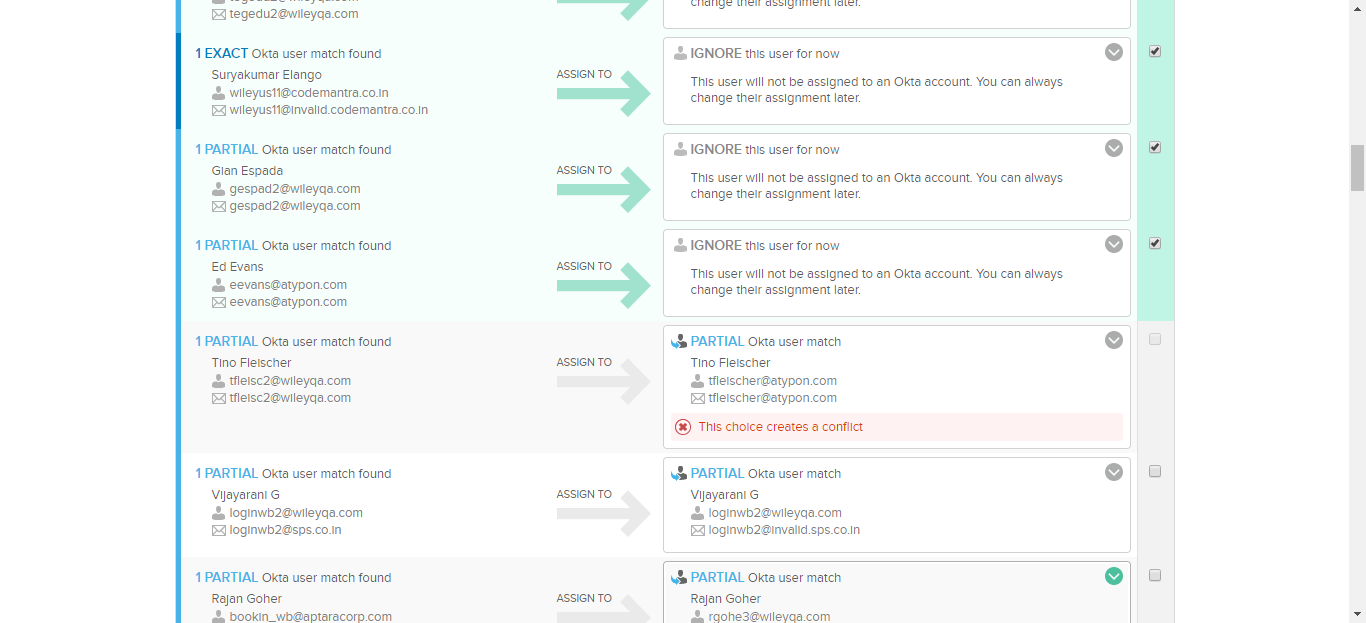 tegedu2@wileyqa.com
change their assignment later.
1 EXACT Okta user match found
Suryakumar Elango
wileyus11@codemantra.co.in
wileyus11@invalid.codemantra.co.in
ASSIGN TO
IGNORE this user for now
This user will not be assigned to an Okta account. You can always
change their assignment later.
1 PARTIAL Okta user match found
Gian Espada
gespad2@wileyqa.com
gespad2@wileyqa.com
ASSIGN TO
IGNORE this user for now
This user will not be assigned to an Okta account. You can always
change their assignment later.
1 PARTIAL Okta user match found
Ed Evans
eevans@atypon.com
eevans@atypon.com
ASSIGN TO
IGNORE this user for now
This user will not be assigned to an Okta account. You can always
change their assignment later.
1 PARTIAL Okta user match found
Tino Fleischer
tfleisc2@wileyqa.com
tfleisc2@wileyqa.com
ASSIGN TO
PARTIAL Okta user match
Tino Fleischer
tfleischer@atypon.com
tfleischer@atypon.com
This choice creates a conflict
1 PARTIAL Okta user match found
Vijayarani G
loginwb2@wileyqa.com
loginwb2@sps.co.in
ASSIGN TO
PARTIAL Okta user match
Vijayarani G
loginwb2@wileyqa.com
loginwb2@invalid.sps.co.in
1 PARTIAL Okta user match found
Rajan Goher
bookin_wb@aptaracorp.com
ASSIGN TO
PARTIAL Okta user match
Rajan Goher
rgohe3@wileyqa.com